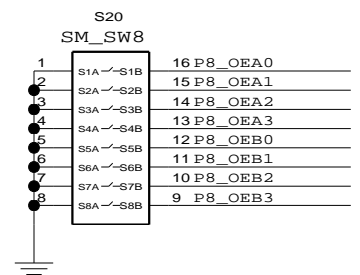 S20
SM_SW8
1 S1A S1B 16 P8_OEA0
2 S2A S2B 15 P8_OEA1
3 S3A S3B 14 P8_OEA2
4 S4A S4B 13 P8_OEA3
5 S5A S5B 12 P8_OEB0
6 S6A S6B 11 P8_OEB1
7 S7A S7B 10 P8_OEB2
8 S8A S8B 9 P8_OEB3